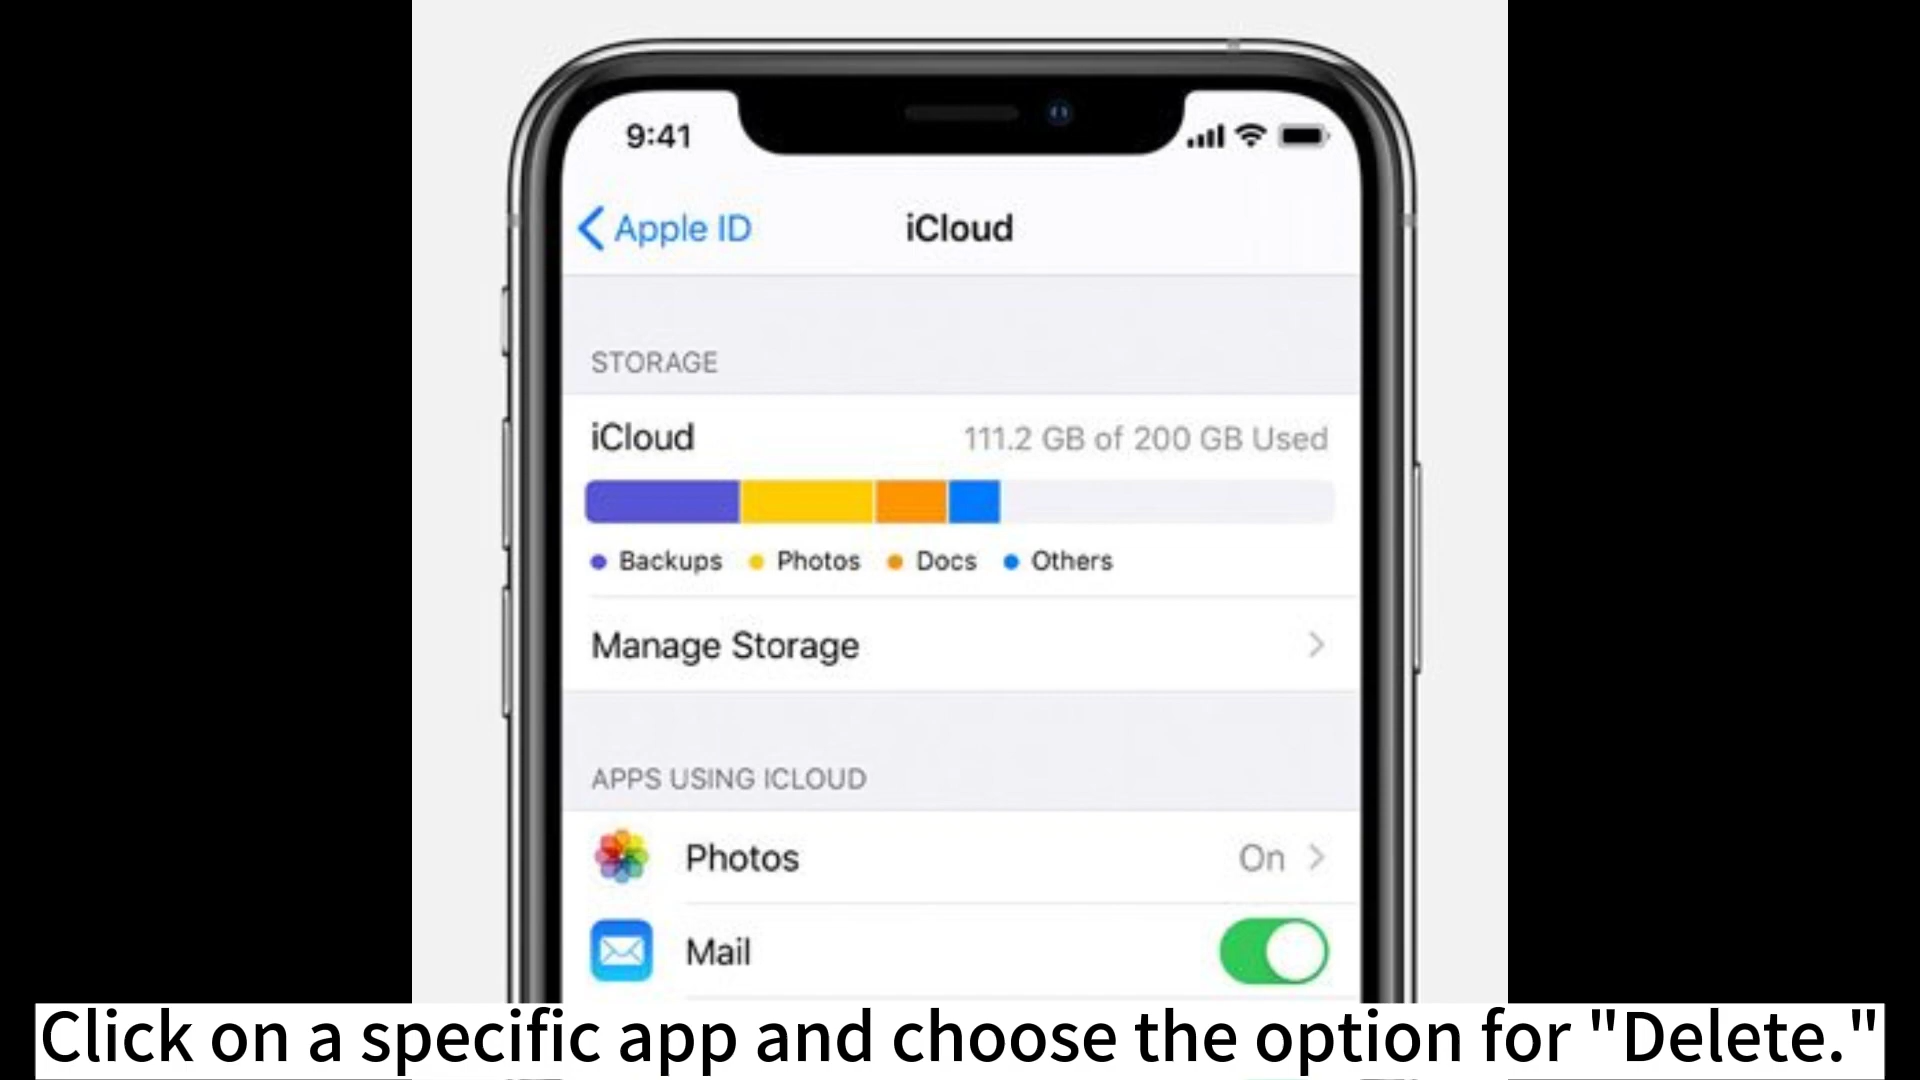 9:41
Apple ID
iCloud
STORAGE
iCloud
111.2 GB of 200 GB Used
Backups
Photos
Docs
Others
Manage Storage
APPS USING ICLOUD
Photos
On
Mail
Click on a specific app and choose the option for "Delete."